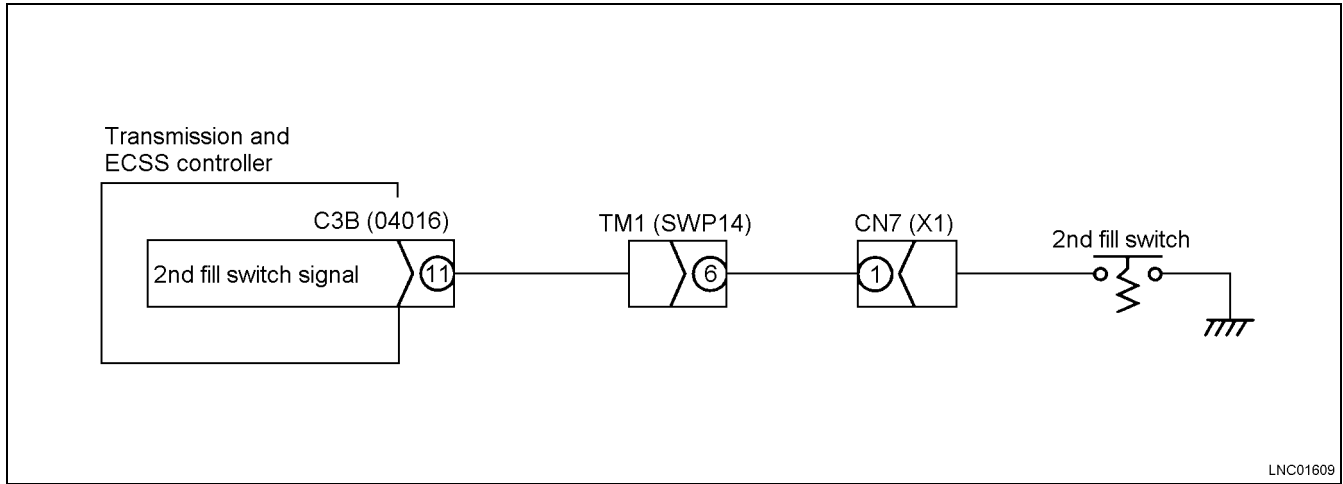 Transmission and
ECSS controller
C3B (04016)
TM1 (SWP14)
CN7 (X1)
2nd fill switch
2nd fill switch signal
11
6
1
LNC01609